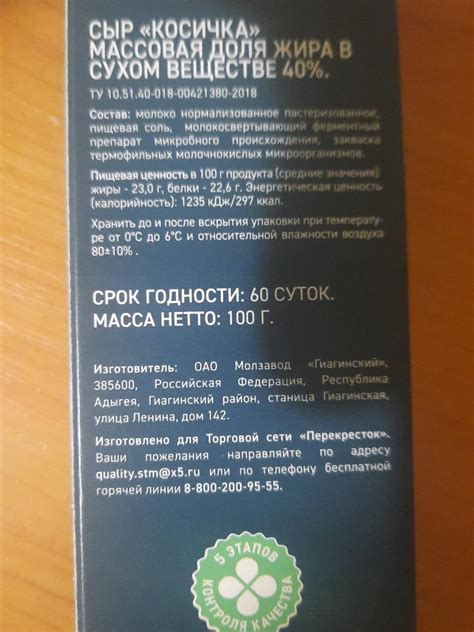 СЫР «КОСИЧКА»
МАССОВАЯ ДОЛЯ ЖИРА В
СУХОМ ВЕЩЕСТВЕ 40%.
ТУ 10.51.40-018-00421380-2018
Состав: молоко нормализованное пастеризованное,
пищевая соль, молокосвертывающий ферментный
препарат микробного происхождения, закваска
термофильных молочнокислых микроорганизмов.
Пищевая ценность в 100 г продукта (средние значения):
жиры - 23,0 г, белки - 22,6 г. Энергетическая ценность
(калорийность): 1235 кДж/297 ккал.
Хранить до и после вскрытия упаковки при температу-
ре от 0°С до 6°С и относительной влажности воздуха
80±10% .
СРОК ГОДНОСТИ: 60 СУТОК.
МАССА НЕТТО: 100 Г.
Изготовитель: ОАО Молзавод «Гиагинский»,
385600, Российская Федерация, Республика
Адыгея, Гиагинский район, станица Гиагинская,
улица Ленина, дом 142.
Изготовлено для Торговой сети «Перекресток».
Ваши пожелания направляйте по адресу
quality.stm@x5.ru или по телефону бесплатной
горячей линии 8-800-200-95-55.
5 ЭТАПОВ
КОНТРОЛЯ КАЧЕСТВА